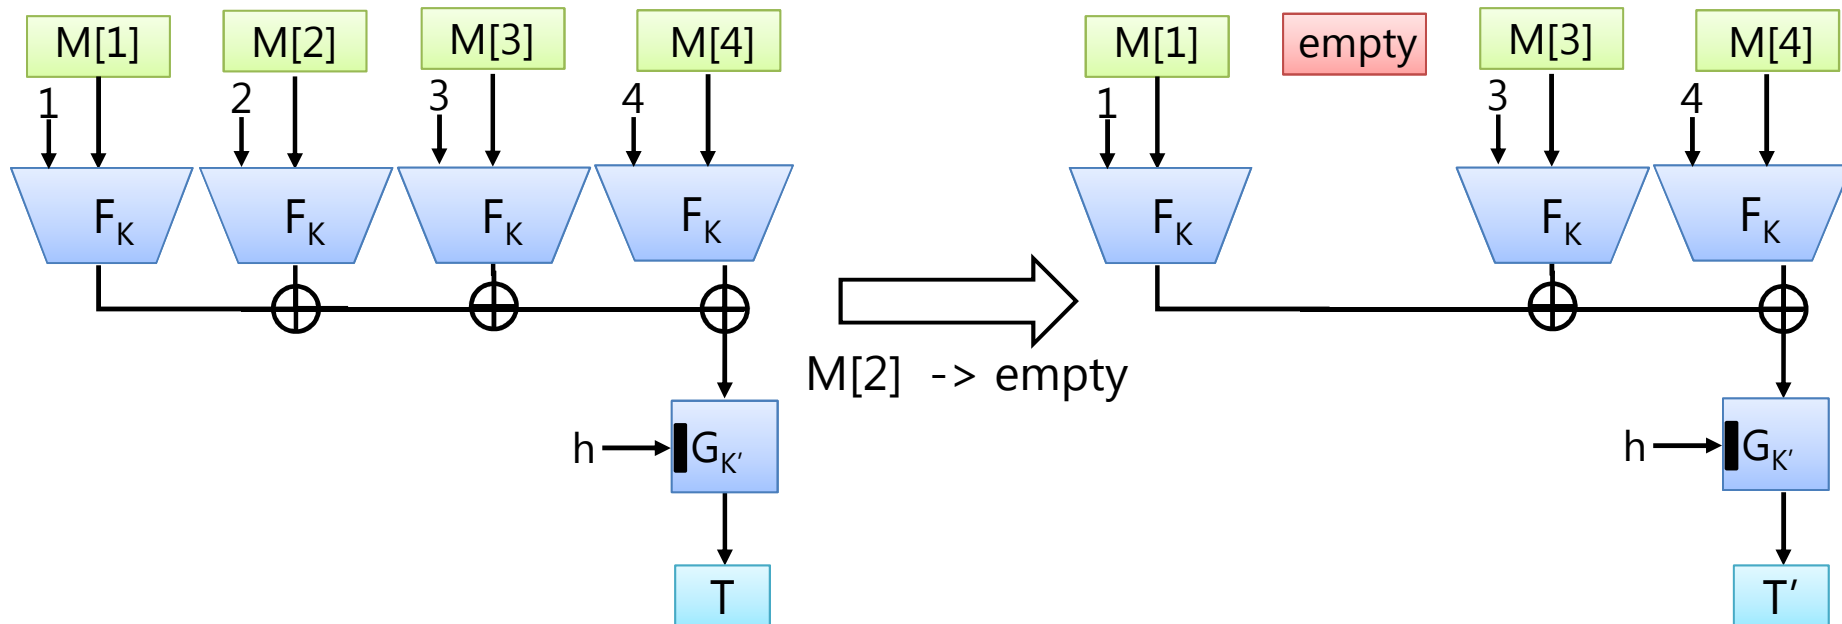 M[1] M[2] M[3] M[4] M[1] empty M[3] M[4]
1 2 3 4 1 3 4
F_K F_K F_K F_K F_K F_K F_K
M[2] -> empty
h G_K' h G_K'
T T'